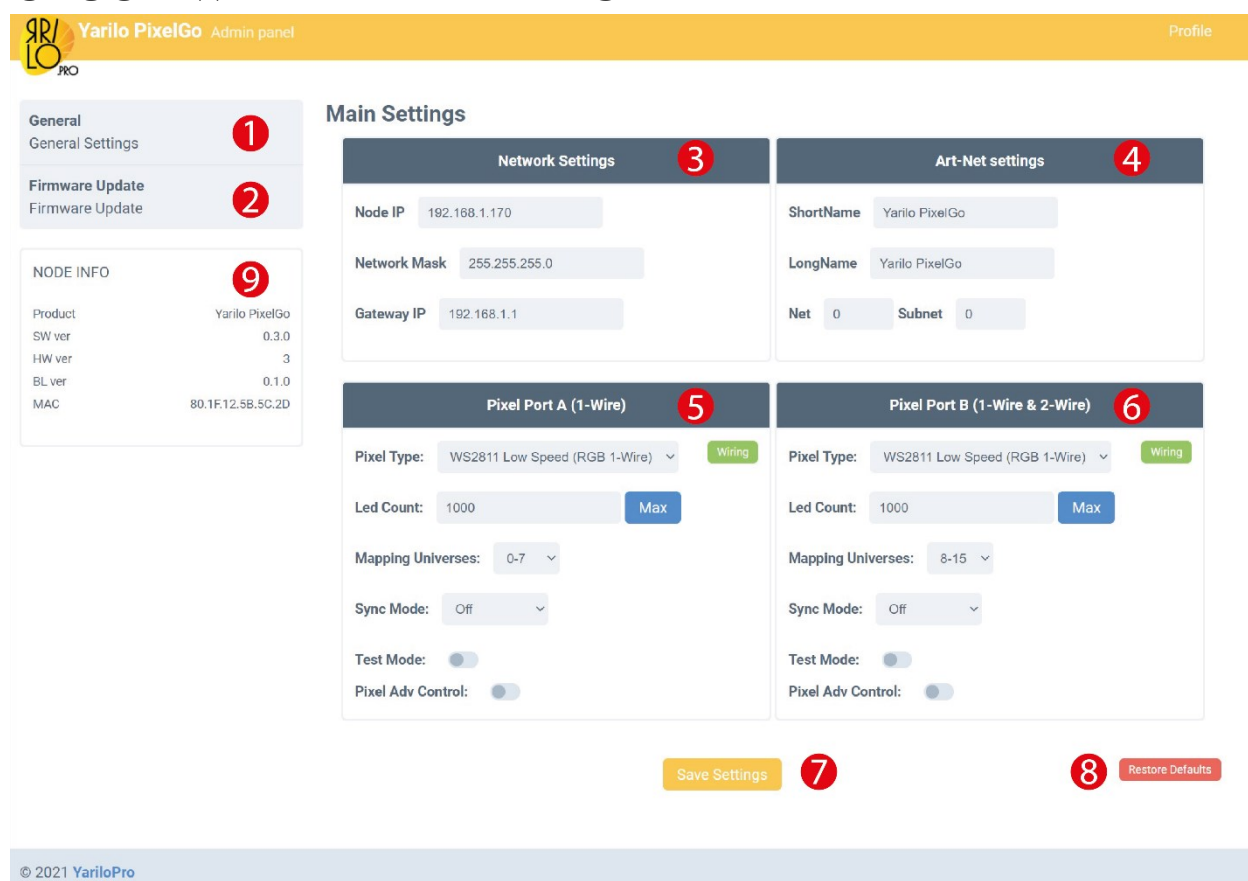 ЯRI
LO
.PRO
Yarilo PixelGo Admin panel
Profile
General
General Settings
1
Firmware Update
Firmware Update
2
NODE INFO
9
Product Yarilo PixelGo
SW ver 0.3.0
HW ver 3
BL ver 0.1.0
MAC 80.1F.12.5B.5C.2D
Main Settings
Network Settings
3
Node IP 192.168.1.170
Network Mask 255.255.255.0
Gateway IP 192.168.1.1
Art-Net settings
4
ShortName Yarilo PixelGo
LongName Yarilo PixelGo
Net 0 Subnet 0
Pixel Port A (1-Wire)
5
Pixel Type: WS2811 Low Speed (RGB 1-Wire) Wiring
Led Count: 1000 Max
Mapping Universes: 0-7
Sync Mode: Off
Test Mode:
Pixel Adv Control:
Pixel Port B (1-Wire & 2-Wire)
6
Pixel Type: WS2811 Low Speed (RGB 1-Wire) Wiring
Led Count: 1000 Max
Mapping Universes: 8-15
Sync Mode: Off
Test Mode:
Pixel Adv Control:
Save Settings
7
8
Restore Defaults
© 2021 YariloPro